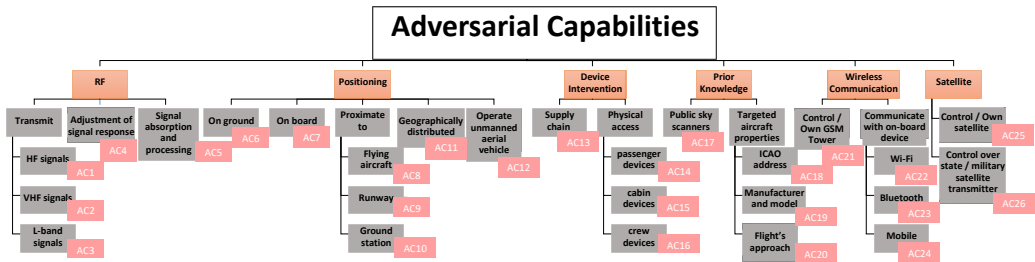 Adversarial Capabilities
RF
Positioning
Device
Intervention
Prior
Knowledge
Wireless
Communication
Satellite
Transmit
HF signals
AC1
VHF signals
AC2
L-band
signals
AC3
Adjustment of
signal response
AC4
Signal
absorption
and
processing
AC5
On ground
AC6
On board
AC7
Proximate
to
Flying
aircraft
AC8
Runway
AC9
Ground
station
AC10
Geographically
distributed
AC11
Operate
unmanned
aerial
vehicle
AC12
Supply
chain
AC13
Physical
access
passenger
devices
AC14
cabin
devices
AC15
crew
devices
AC16
Public sky
scanners
AC17
Targeted
aircraft
properties
ICAO
address
AC18
Manufacturer
and model
AC19
Flight's
approach
AC20
Control /
Own GSM
Tower
AC21
Communicate
with on-board
device
Wi-Fi
AC22
Bluetooth
AC23
Mobile
AC24
Control / Own
satellite
AC25
Control over
state / military
satellite
transmitter
AC26